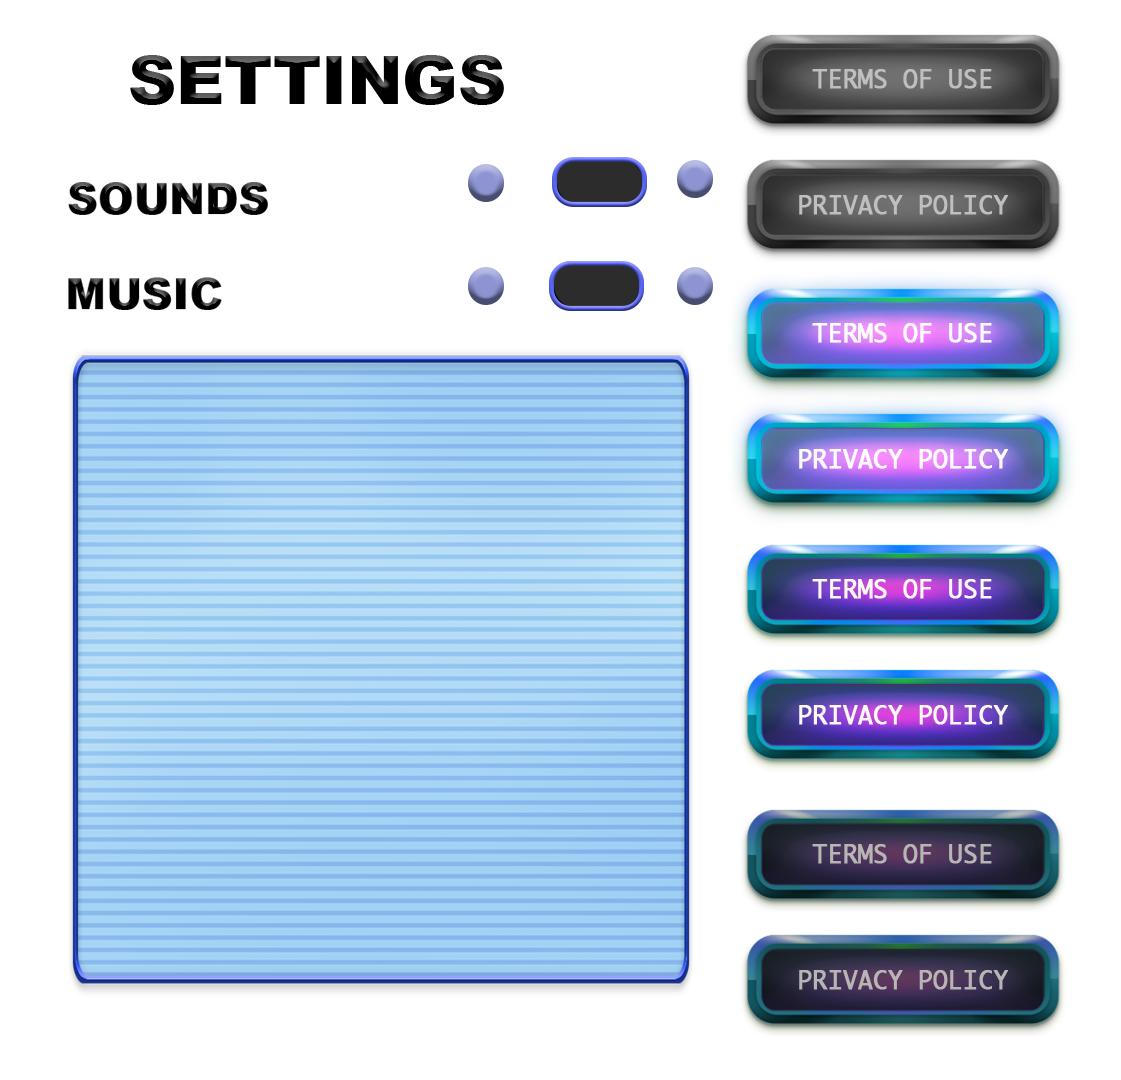 SETTINGS
SOUNDS
MUSIC
TERMS OF USE
PRIVACY POLICY
TERMS OF USE
PRIVACY POLICY
TERMS OF USE
PRIVACY POLICY
TERMS OF USE
PRIVACY POLICY